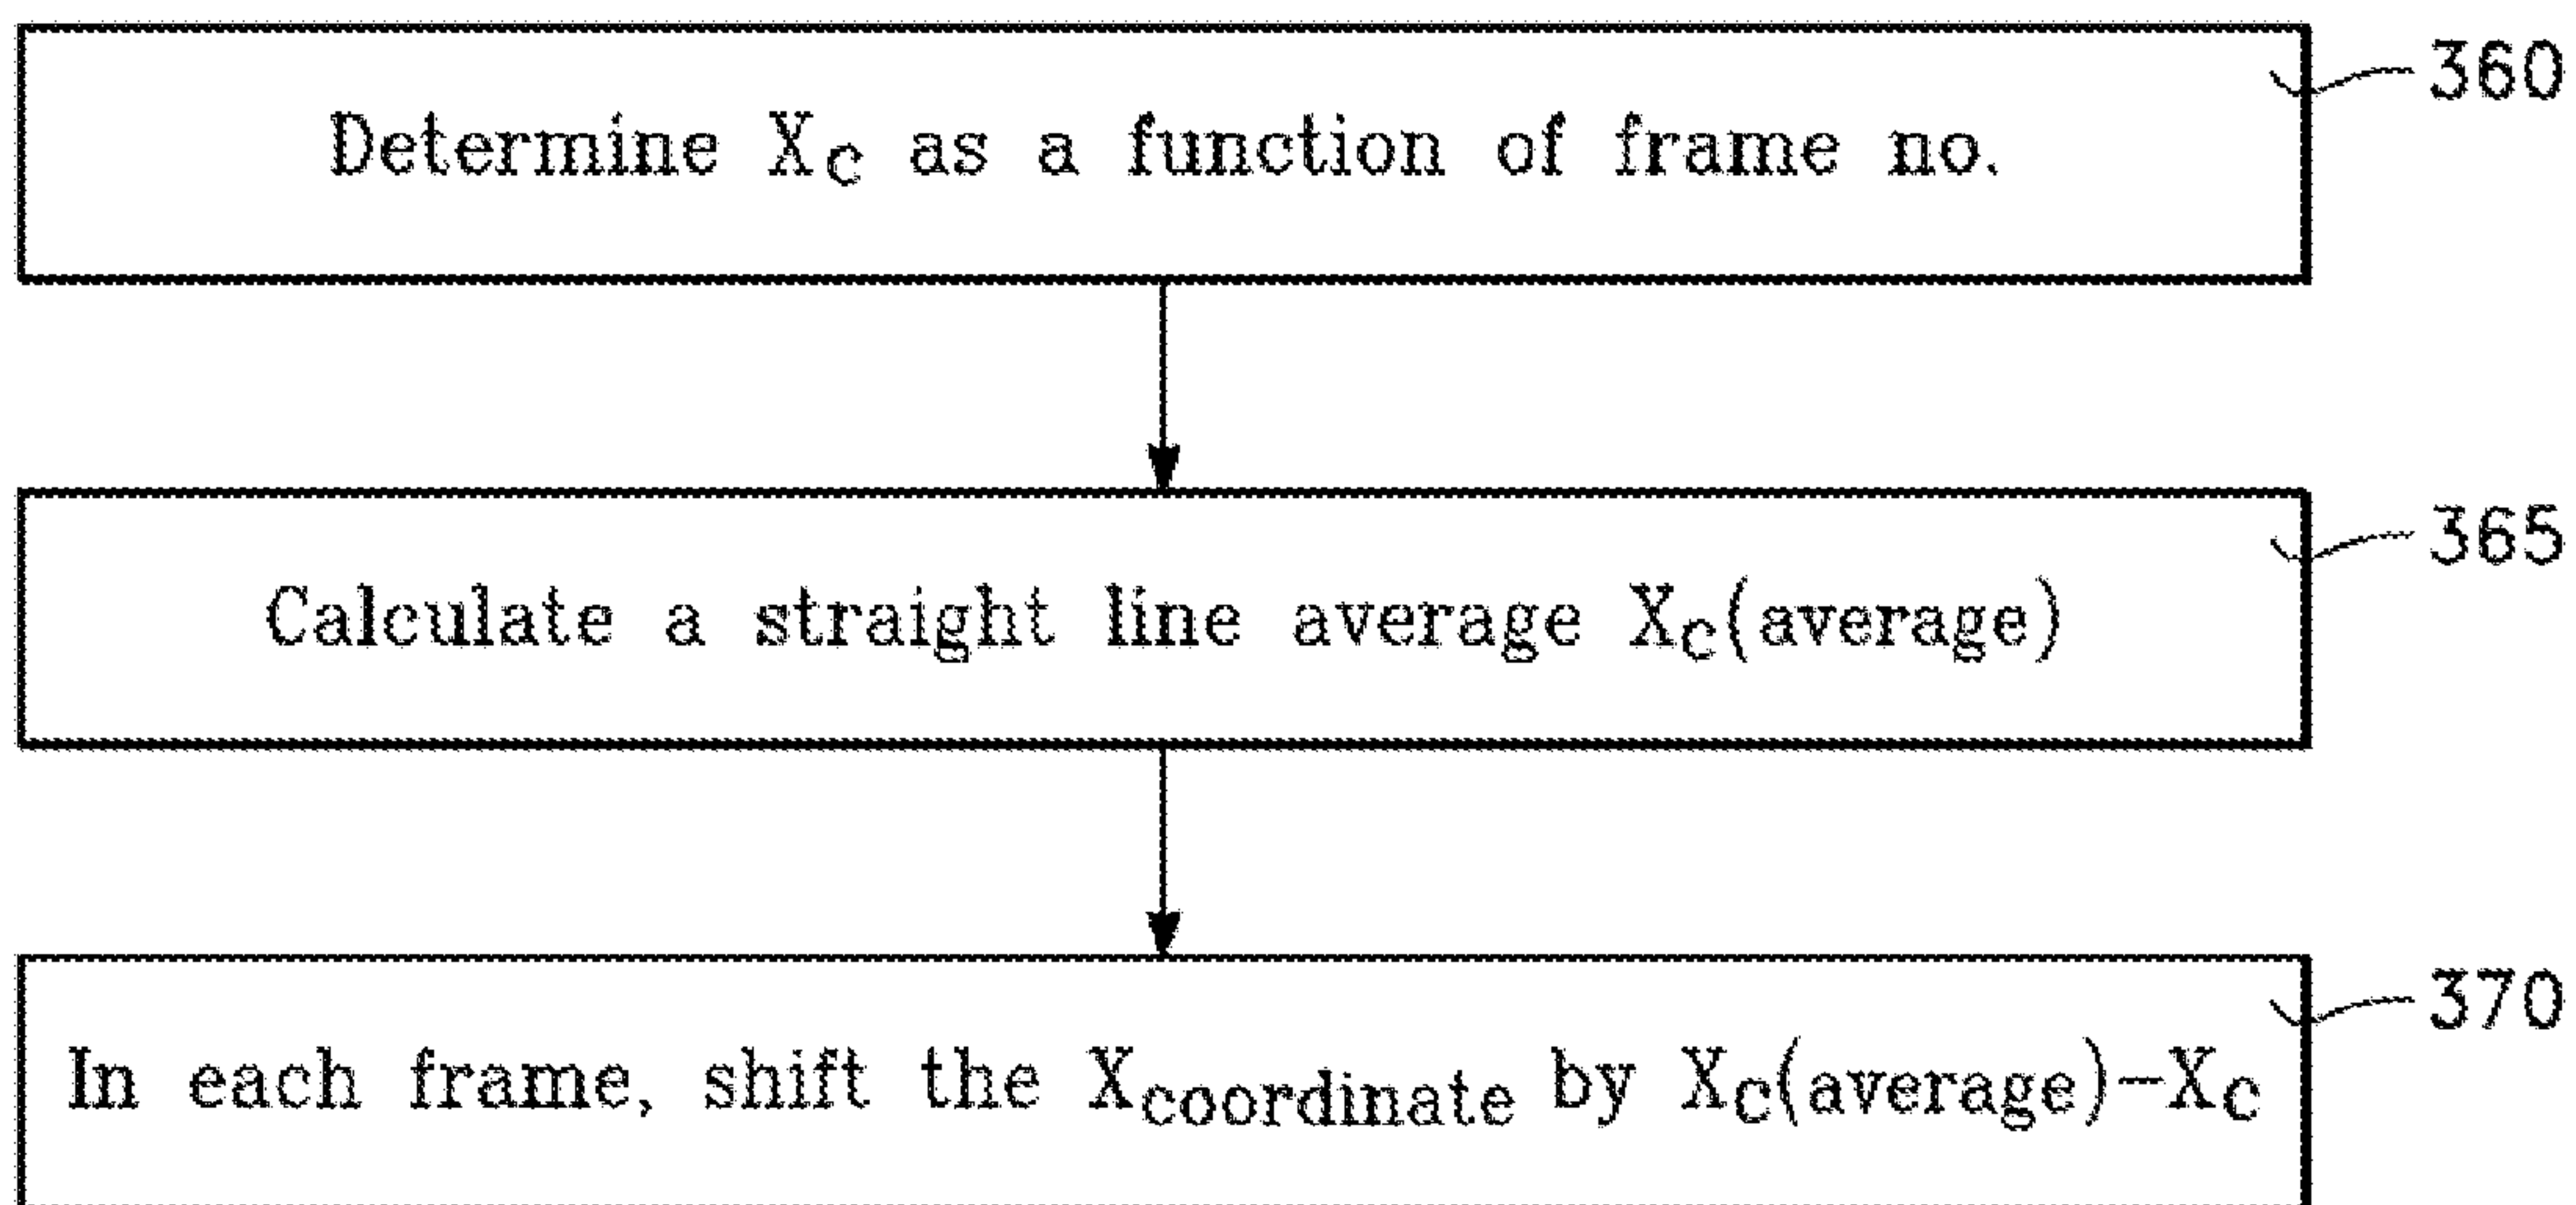 Determine Xc as a function of frame no.
360
Calculate a straight line average Xc(average)
365
In each frame, shift the Xcoordinate by Xc(average)−Xc
370